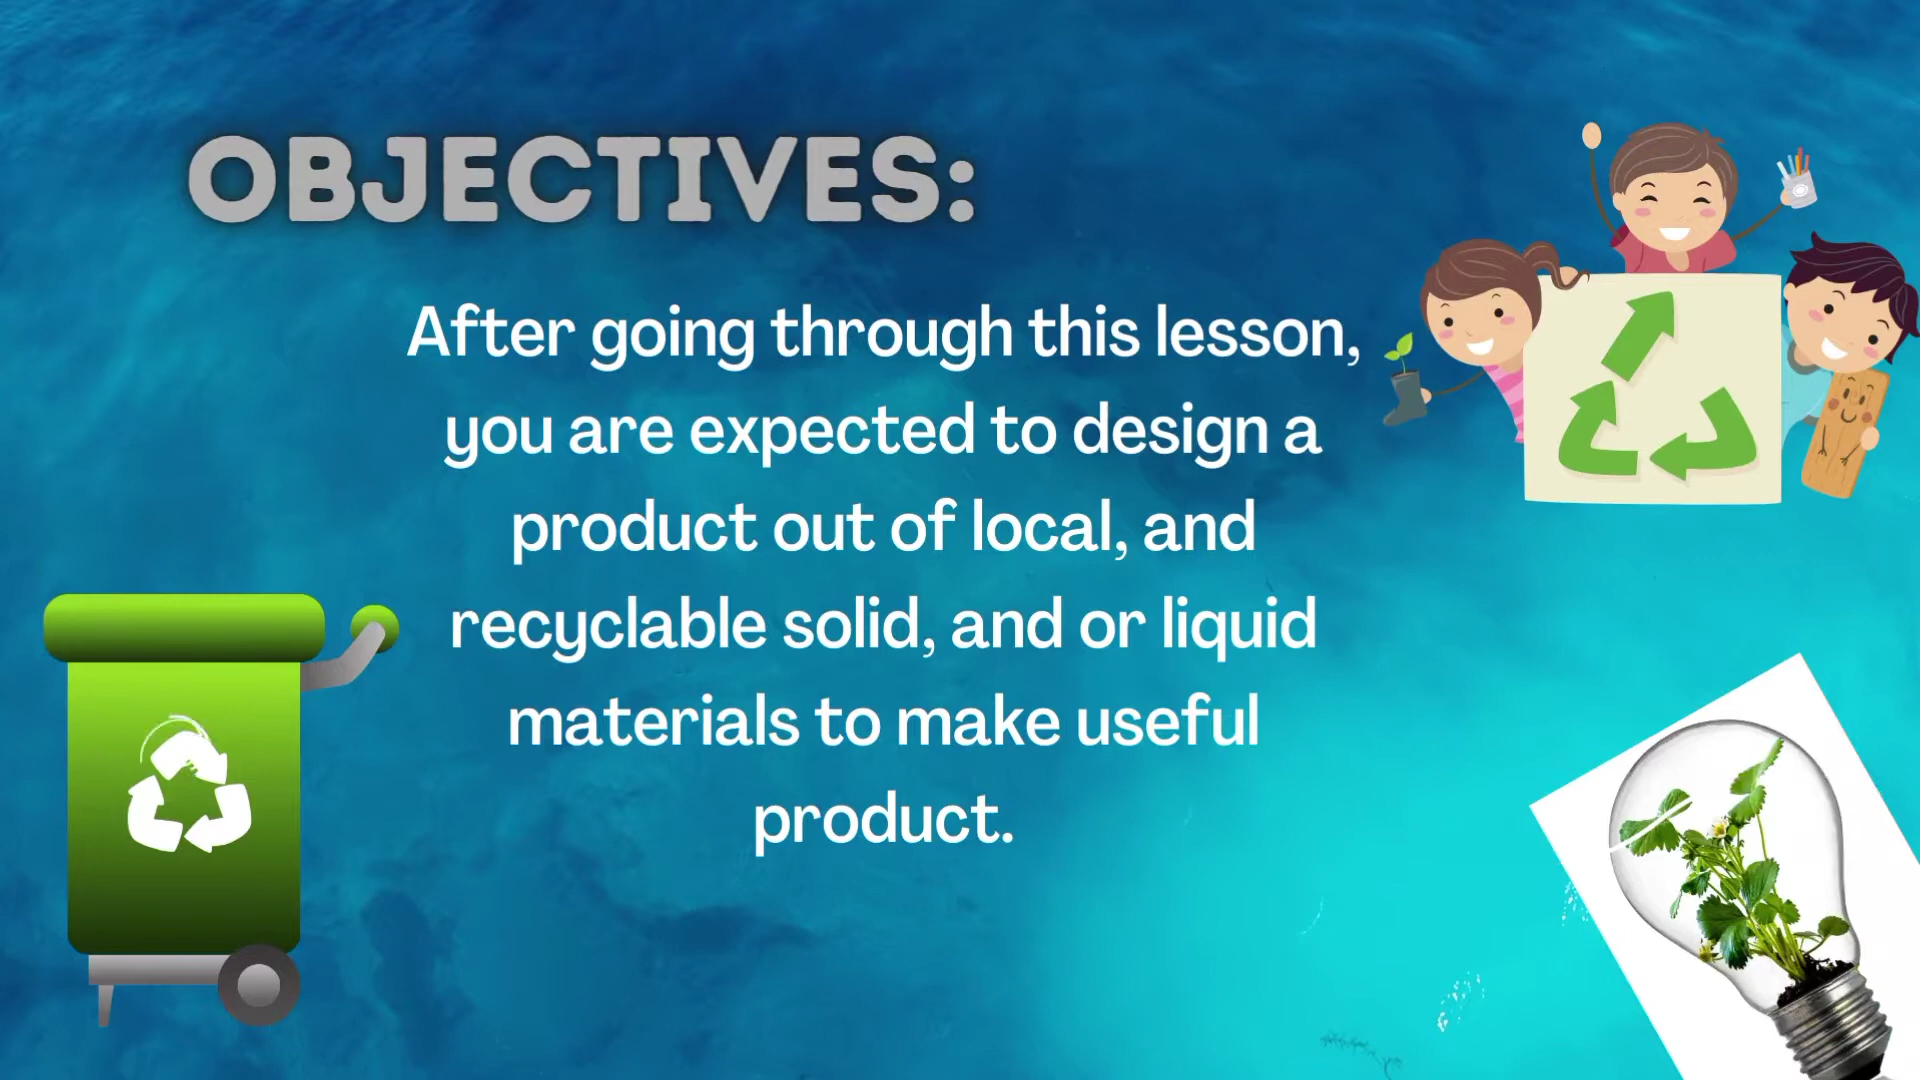 OBJECTIVES:
After going through this lesson,
you are expected to design a
product out of local, and
recyclable solid, and or liquid
materials to make useful
product.